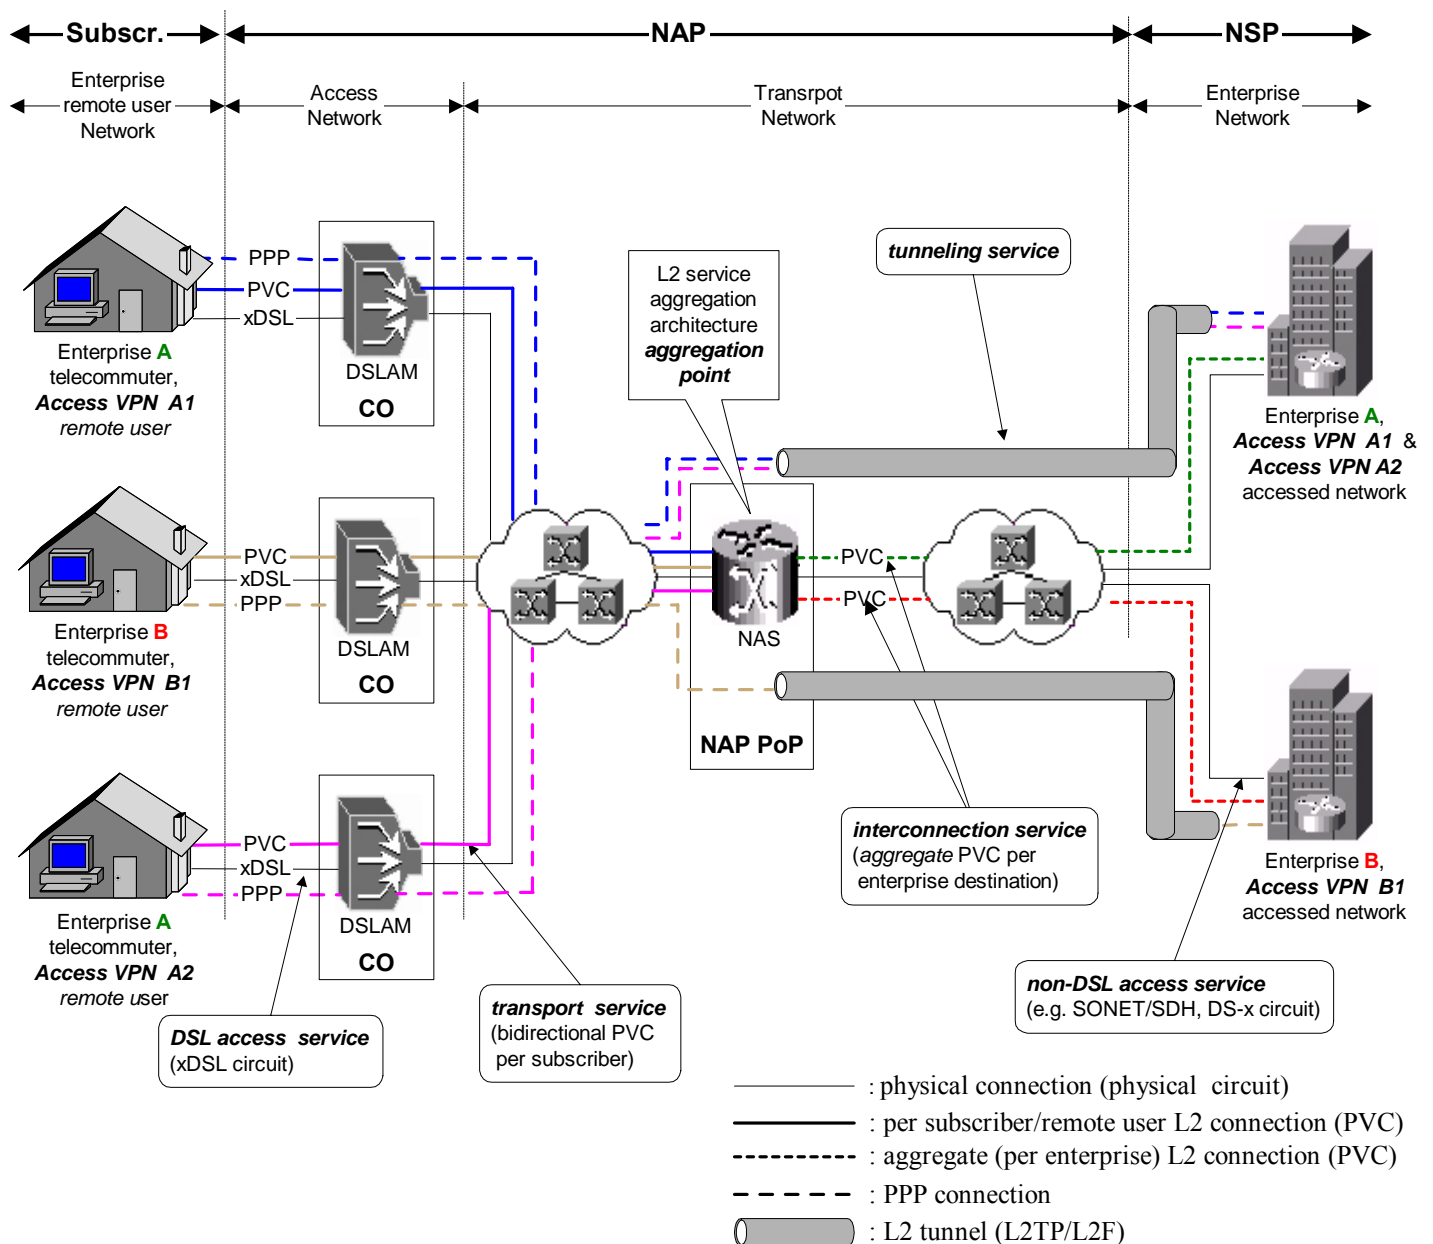 Subscr.
NAP
NSP
Enterprise
remote user
Network
Access
Network
Transrpot
Network
Enterprise
Network
PPP
PVC
xDSL
DSLAM
CO
Enterprise A
telecommuter,
Access VPN A1
remote user
L2 service
aggregation
architecture
aggregation
point
tunneling service
Enterprise A,
Access VPN A1 &
Access VPN A2
accessed network
PVC
xDSL
PPP
DSLAM
CO
Enterprise B
telecommuter,
Access VPN B1
remote user
PVC
PVC
NAS
NAP PoP
PVC
xDSL
PPP
DSLAM
CO
Enterprise A
telecommuter,
Access VPN A2
remote user
interconnection service
(aggregate PVC per
enterprise destination)
Enterprise B,
Access VPN B1
accessed network
DSL access service
(xDSL circuit)
transport service
(bidirectional PVC
per subscriber)
non-DSL access service
(e.g. SONET/SDH, DS-x circuit)
: physical connection (physical circuit)
: per subscriber/remote user L2 connection (PVC)
: aggregate (per enterprise) L2 connection (PVC)
: PPP connection
: L2 tunnel (L2TP/L2F)